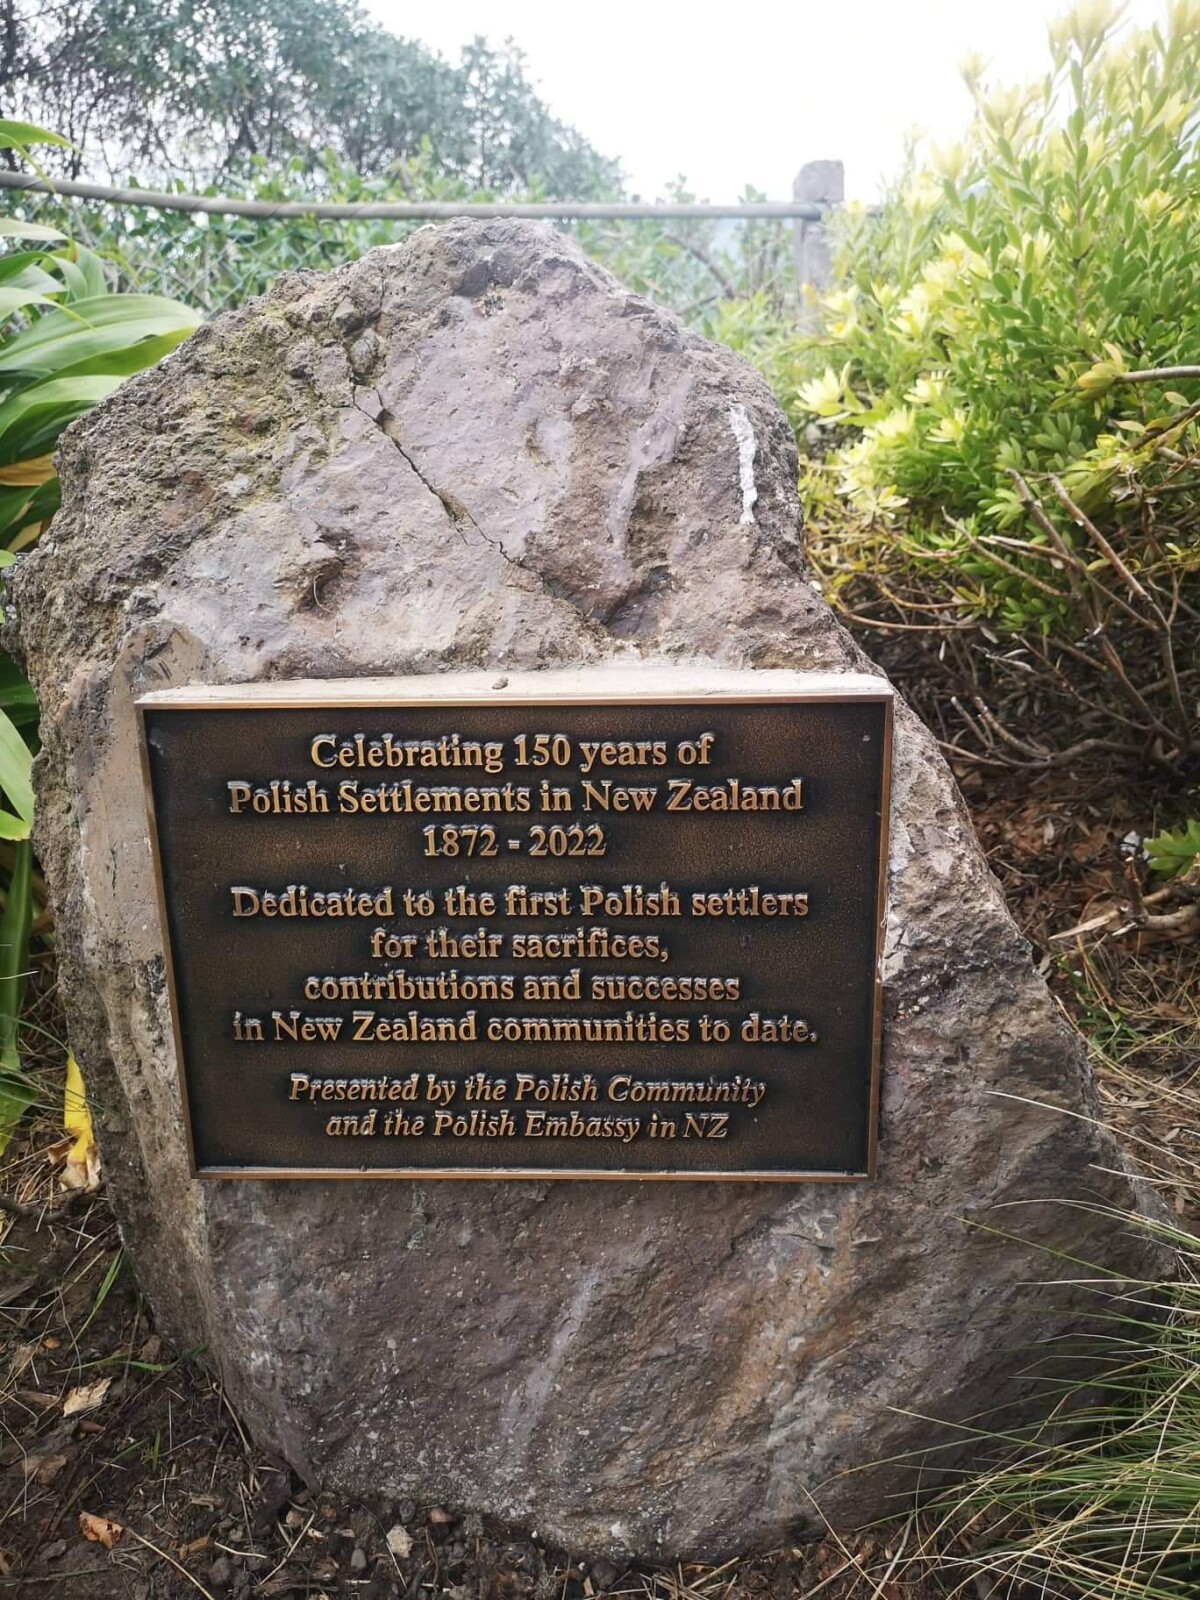 Celebrating 150 years of
Polish Settlements in New Zealand
1872 - 2022
Dedicated to the first Polish settlers
for their sacrifices,
contributions and successes
in New Zealand communities to date.
Presented by the Polish Community
and the Polish Embassy in NZ